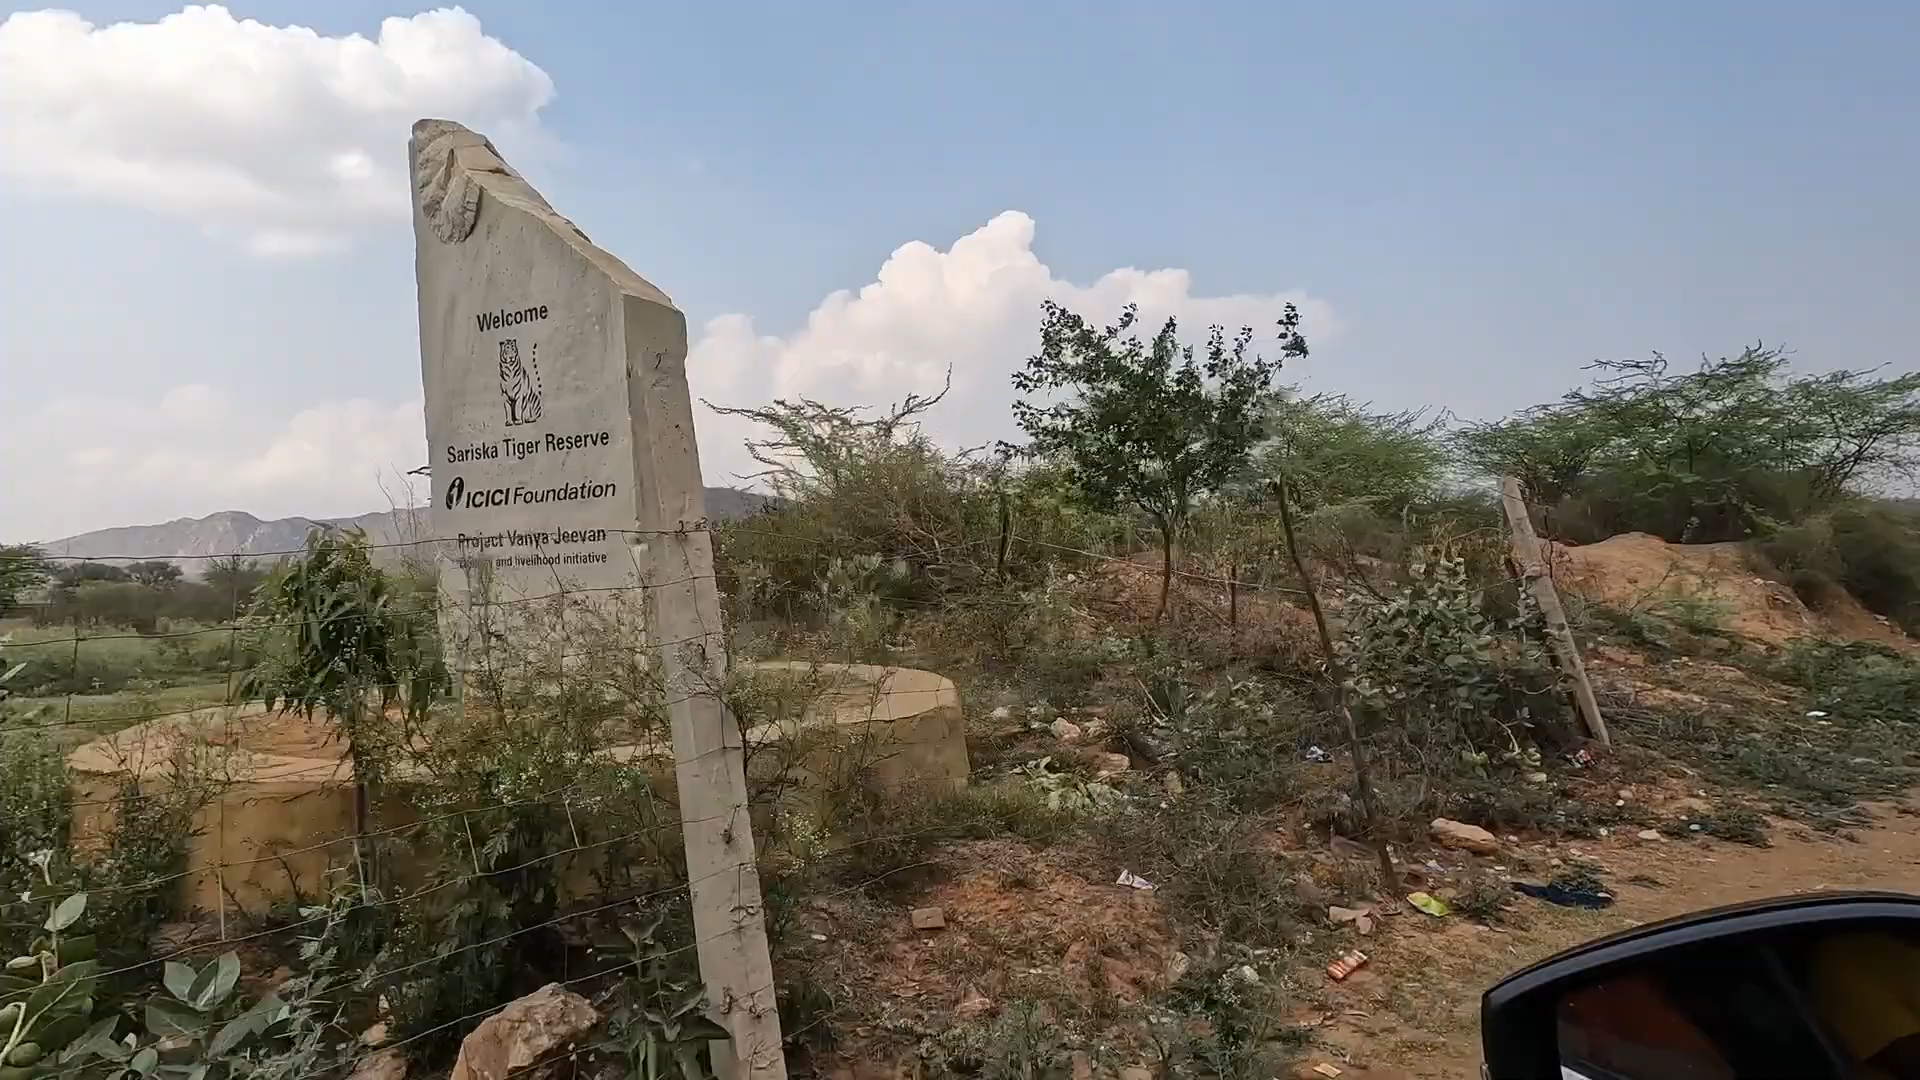 Welcome
Sariska Tiger Reserve
ICICI Foundation
Project Vanya Jeevan
and livelihood initiative